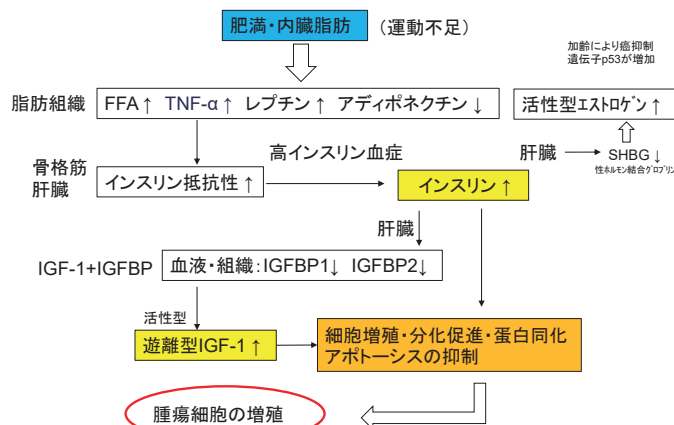 肥満・内臓脂肪 （運動不足）
加齢により癌抑制
遺伝子p53が増加
脂肪組織 FFA↑ TNF-α↑ レプチン↑ アディポネクチン↓
活性型エストロゲン↑
骨格筋
肝臓
インスリン抵抗性↑
高インスリン血症
インスリン↑
肝臓
SHBG↓
性ホルモン結合グロブリン
肝臓
IGF-1+IGFBP 血液・組織：IGFBP1↓ IGFBP2↓
活性型
遊離型IGF-1↑
細胞増殖・分化促進・蛋白同化
アポトーシスの抑制
腫瘍細胞の増殖